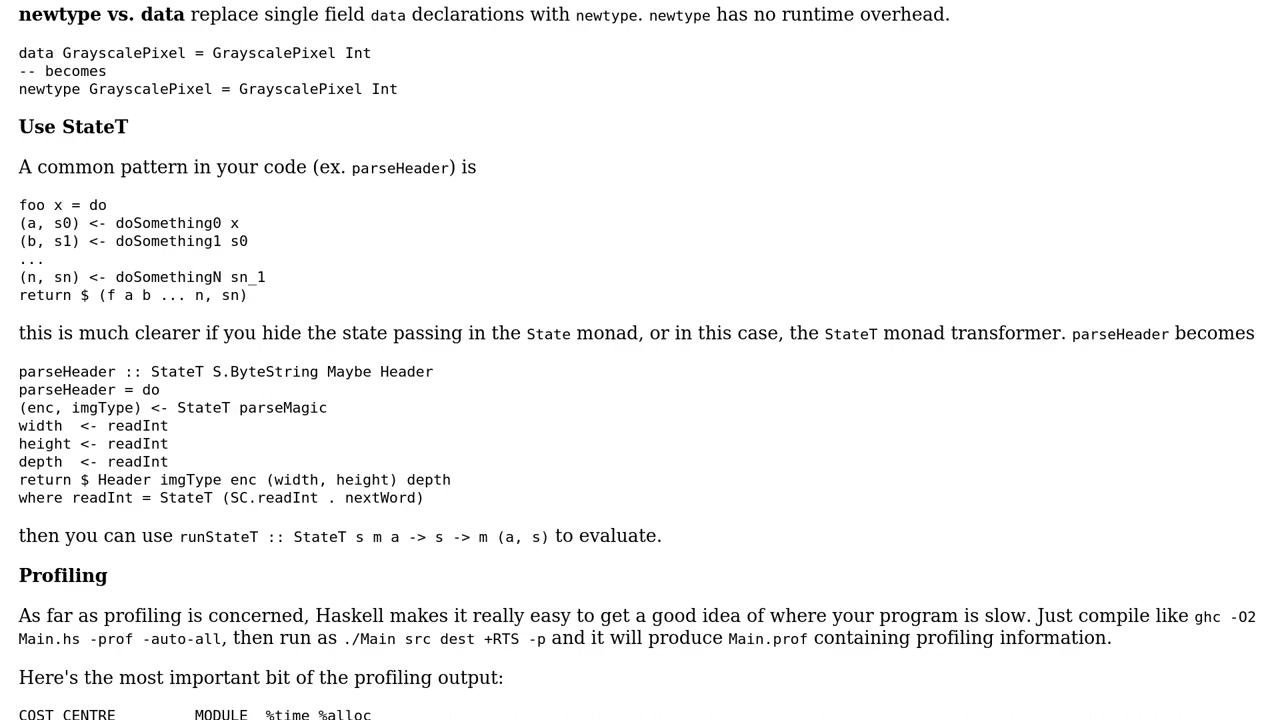 newtype vs. data replace single field data declarations with newtype. newtype has no runtime overhead.
data GrayscalePixel = GrayscalePixel Int
-- becomes
newtype GrayscalePixel = GrayscalePixel Int
Use StateT
A common pattern in your code (ex. parseHeader) is
foo x = do
(a, s0) <- doSomething0 x
(b, s1) <- doSomething1 s0
...
(n, sn) <- doSomethingN sn_1
return $ (f a b ... n, sn)
this is much clearer if you hide the state passing in the State monad, or in this case, the StateT monad transformer. parseHeader becomes
parseHeader :: StateT S.ByteString Maybe Header
parseHeader = do
(enc, imgType) <- StateT parseMagic
width  <- readInt
height <- readInt
depth  <- readInt
return $ Header imgType enc (width, height) depth
where readInt = StateT (SC.readInt . nextWord)
then you can use runStateT :: StateT s m a -> s -> m (a, s) to evaluate.
Profiling
As far as profiling is concerned, Haskell makes it really easy to get a good idea of where your program is slow. Just compile like ghc -O2
Main.hs -prof -auto-all, then run as ./Main src dest +RTS -p and it will produce Main.prof containing profiling information.
Here's the most important bit of the profiling output:
COST CENTRE         MODULE  %time %alloc